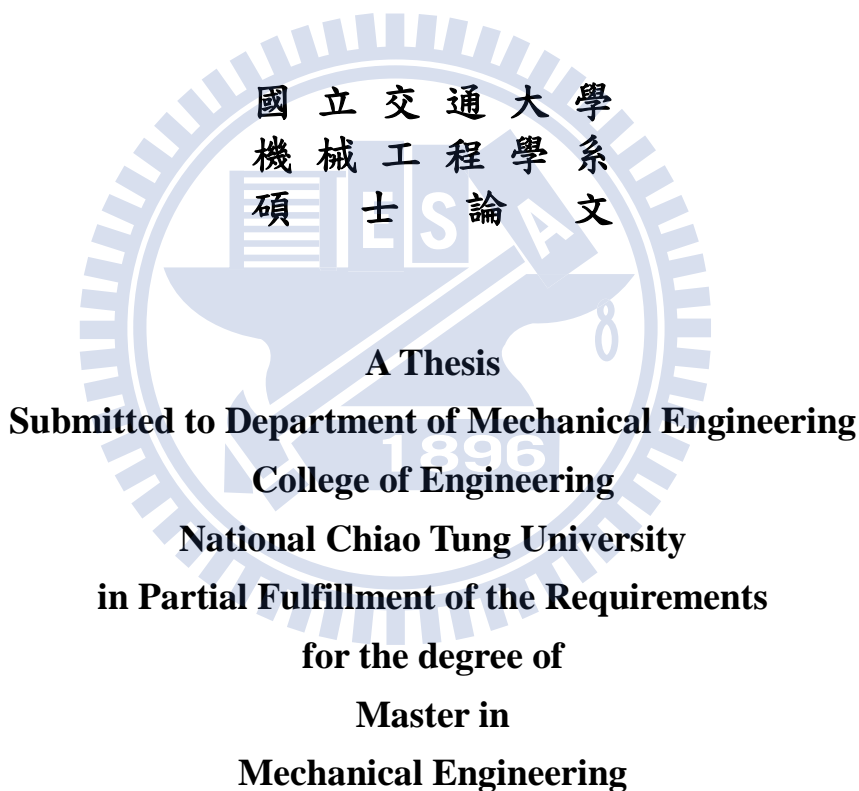 國立交通大學
機械工程學系
碩士論文
ESA
A Thesis
Submitted to Department of Mechanical Engineering
1896
College of Engineering
National Chiao Tung University
in Partial Fulfillment of the Requirements
for the degree of
Master in
Mechanical Engineering